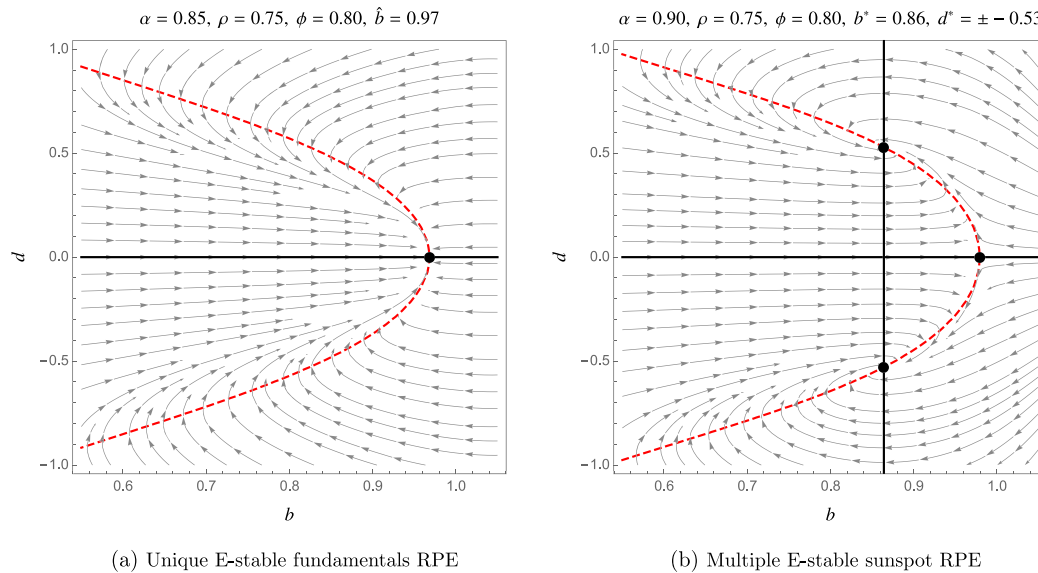 α = 0.85, ρ = 0.75, ϕ = 0.80, b̂ = 0.97
1.0
0.5
0.0
−0.5
−1.0
d
0.6 0.7 0.8 0.9 1.0
b
(a) Unique E-stable fundamentals RPE
α = 0.90, ρ = 0.75, ϕ = 0.80, b* = 0.86, d* = ± − 0.53
1.0
0.5
0.0
−0.5
−1.0
d
0.6 0.7 0.8 0.9 1.0
b
(b) Multiple E-stable sunspot RPE